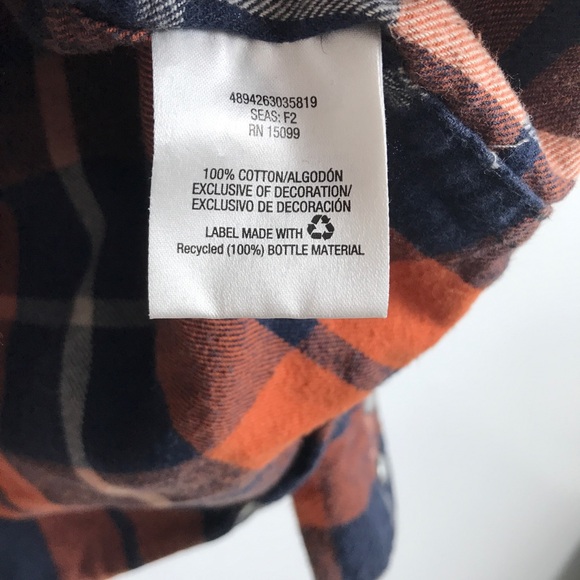 4894263035819
SEAS: F2
RN 15099
100% COTTON/ALGODÓN
EXCLUSIVE OF DECORATION/
EXCLUSIVO DE DECORACIÓN
LABEL MADE WITH
Recycled (100%) BOTTLE MATERIAL